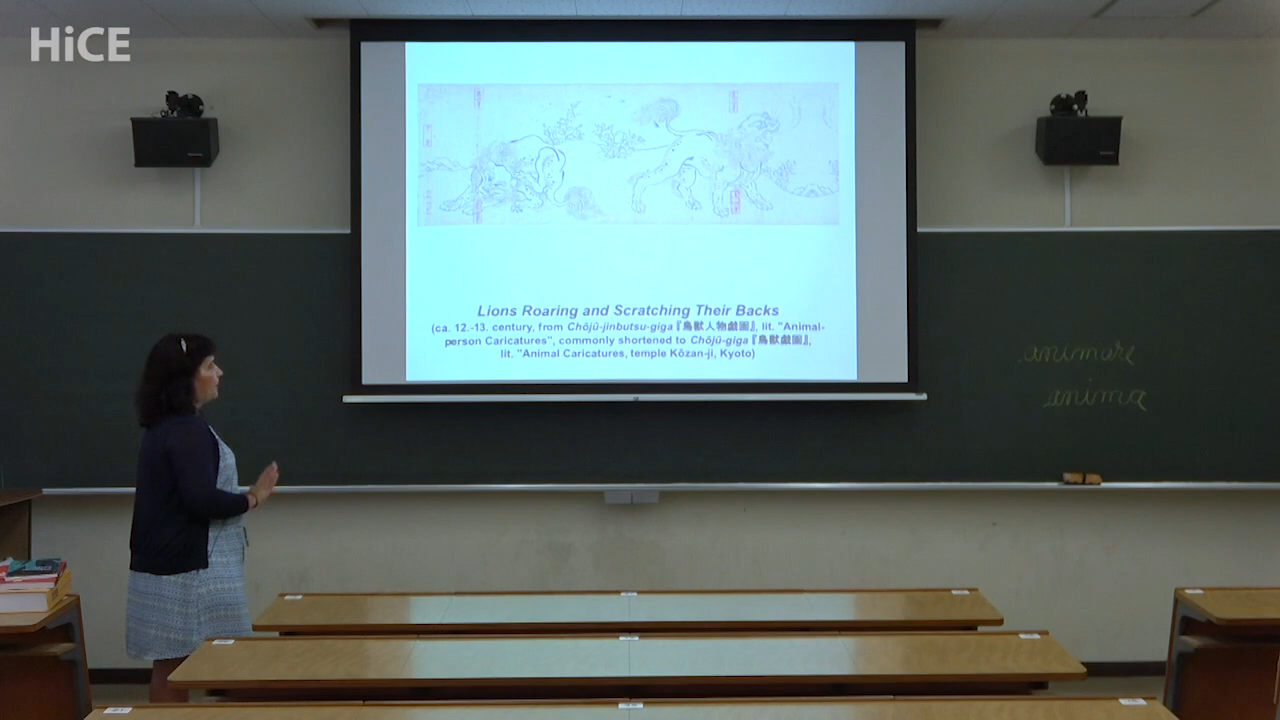 HiCE
Lions Roaring and Scratching Their Backs
(ca. 12.-13. century, from Chōjū-jinbutsu-giga『鳥獣人物戯画』, lit. "Animal-
person Caricatures", commonly shortened to Chōjū-giga『鳥獣戯画』,
lit. "Animal Caricatures, temple Kōzan-ji, Kyoto)
animare
anima